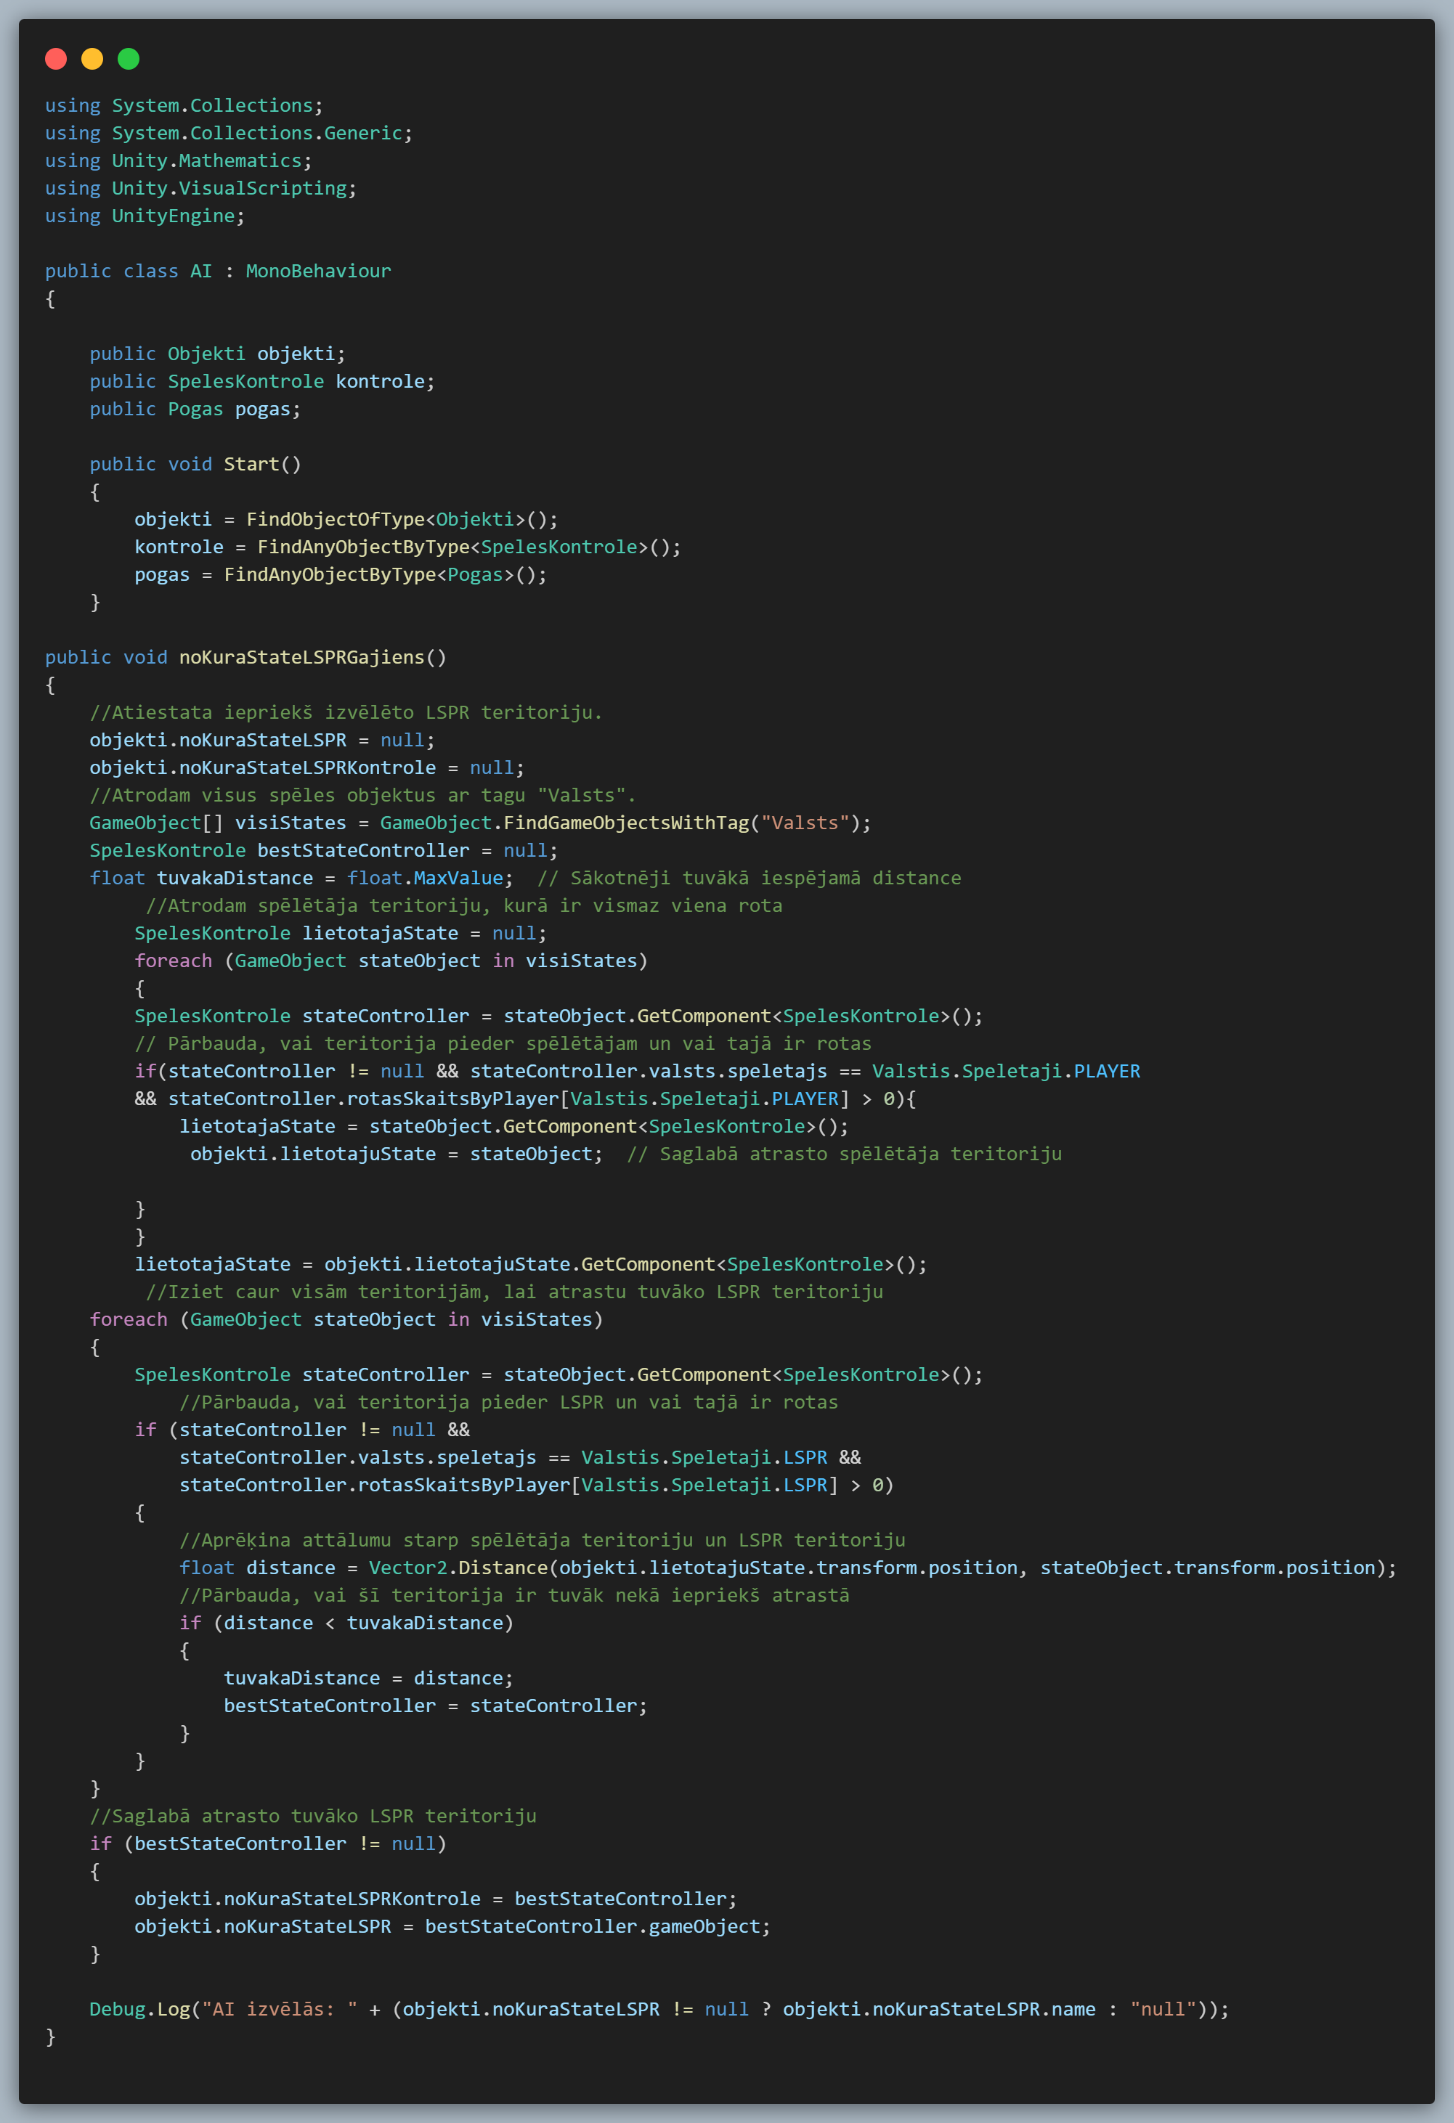 using System.Collections;
using System.Collections.Generic;
using Unity.Mathematics;
using Unity.VisualScripting;
using UnityEngine;

public class AI : MonoBehaviour
{

    public Objekti objekti;
    public SpelesKontrole kontrole;
    public Pogas pogas;

    public void Start()
    {
        objekti = FindObjectOfType<Objekti>();
        kontrole = FindAnyObjectByType<SpelesKontrole>();
        pogas = FindAnyObjectByType<Pogas>();
    }

public void noKuraStateLSPRGajiens()
{
    //Atiestata iepriekš izvēlēto LSPR teritoriju.
    objekti.noKuraStateLSPR = null;
    objekti.noKuraStateLSPRKontrole = null;
    //Atrodam visus spēles objektus ar tagu "Valsts".
    GameObject[] visiStates = GameObject.FindGameObjectsWithTag("Valsts");
    SpelesKontrole bestStateController = null;
    float tuvakaDistance = float.MaxValue;  // Sākotnēji tuvākā iespējamā distance
         //Atrodam spēlētāja teritoriju, kurā ir vismaz viena rota
        SpelesKontrole lietotajaState = null;
        foreach (GameObject stateObject in visiStates)
        {
        SpelesKontrole stateController = stateObject.GetComponent<SpelesKontrole>();
        // Pārbauda, vai teritorija pieder spēlētājam un vai tajā ir rotas
        if(stateController != null && stateController.valsts.speletajs == Valstis.Speletaji.PLAYER
        && stateController.rotasSkaitsByPlayer[Valstis.Speletaji.PLAYER] > 0){
            lietotajaState = stateObject.GetComponent<SpelesKontrole>();
             objekti.lietotajuState = stateObject;  // Saglabā atrasto spēlētāja teritoriju

        }
        }
        lietotajaState = objekti.lietotajuState.GetComponent<SpelesKontrole>();
         //Iziet caur visām teritorijām, lai atrastu tuvāko LSPR teritoriju
    foreach (GameObject stateObject in visiStates)
    {
        SpelesKontrole stateController = stateObject.GetComponent<SpelesKontrole>();
            //Pārbauda, vai teritorija pieder LSPR un vai tajā ir rotas
        if (stateController != null &&
            stateController.valsts.speletajs == Valstis.Speletaji.LSPR &&
            stateController.rotasSkaitsByPlayer[Valstis.Speletaji.LSPR] > 0)
        {
            //Aprēķina attālumu starp spēlētāja teritoriju un LSPR teritoriju
            float distance = Vector2.Distance(objekti.lietotajuState.transform.position, stateObject.transform.position);
            //Pārbauda, vai šī teritorija ir tuvāk nekā iepriekš atrastā
            if (distance < tuvakaDistance)
            {
                tuvakaDistance = distance;
                bestStateController = stateController;
            }
        }
    }
    //Saglabā atrasto tuvāko LSPR teritoriju
    if (bestStateController != null)
    {
        objekti.noKuraStateLSPRKontrole = bestStateController;
        objekti.noKuraStateLSPR = bestStateController.gameObject;
    }

    Debug.Log("AI izvēlās: " + (objekti.noKuraStateLSPR != null ? objekti.noKuraStateLSPR.name : "null"));
}